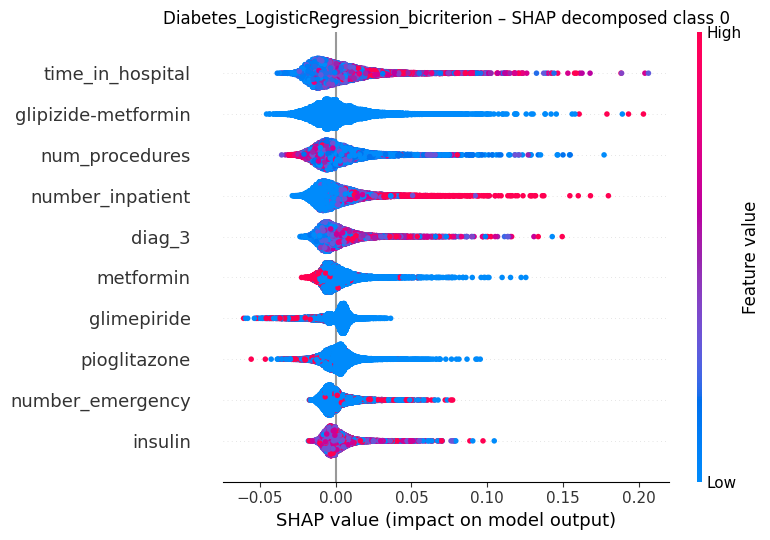 Diabetes_LogisticRegression_bicriterion – SHAP decomposed class 0
High
time_in_hospital
glipizide-metformin
num_procedures
number_inpatient
diag_3
metformin
glimepiride
pioglitazone
number_emergency
insulin
Feature value
Low
−0.05 0.00 0.05 0.10 0.15 0.20
SHAP value (impact on model output)